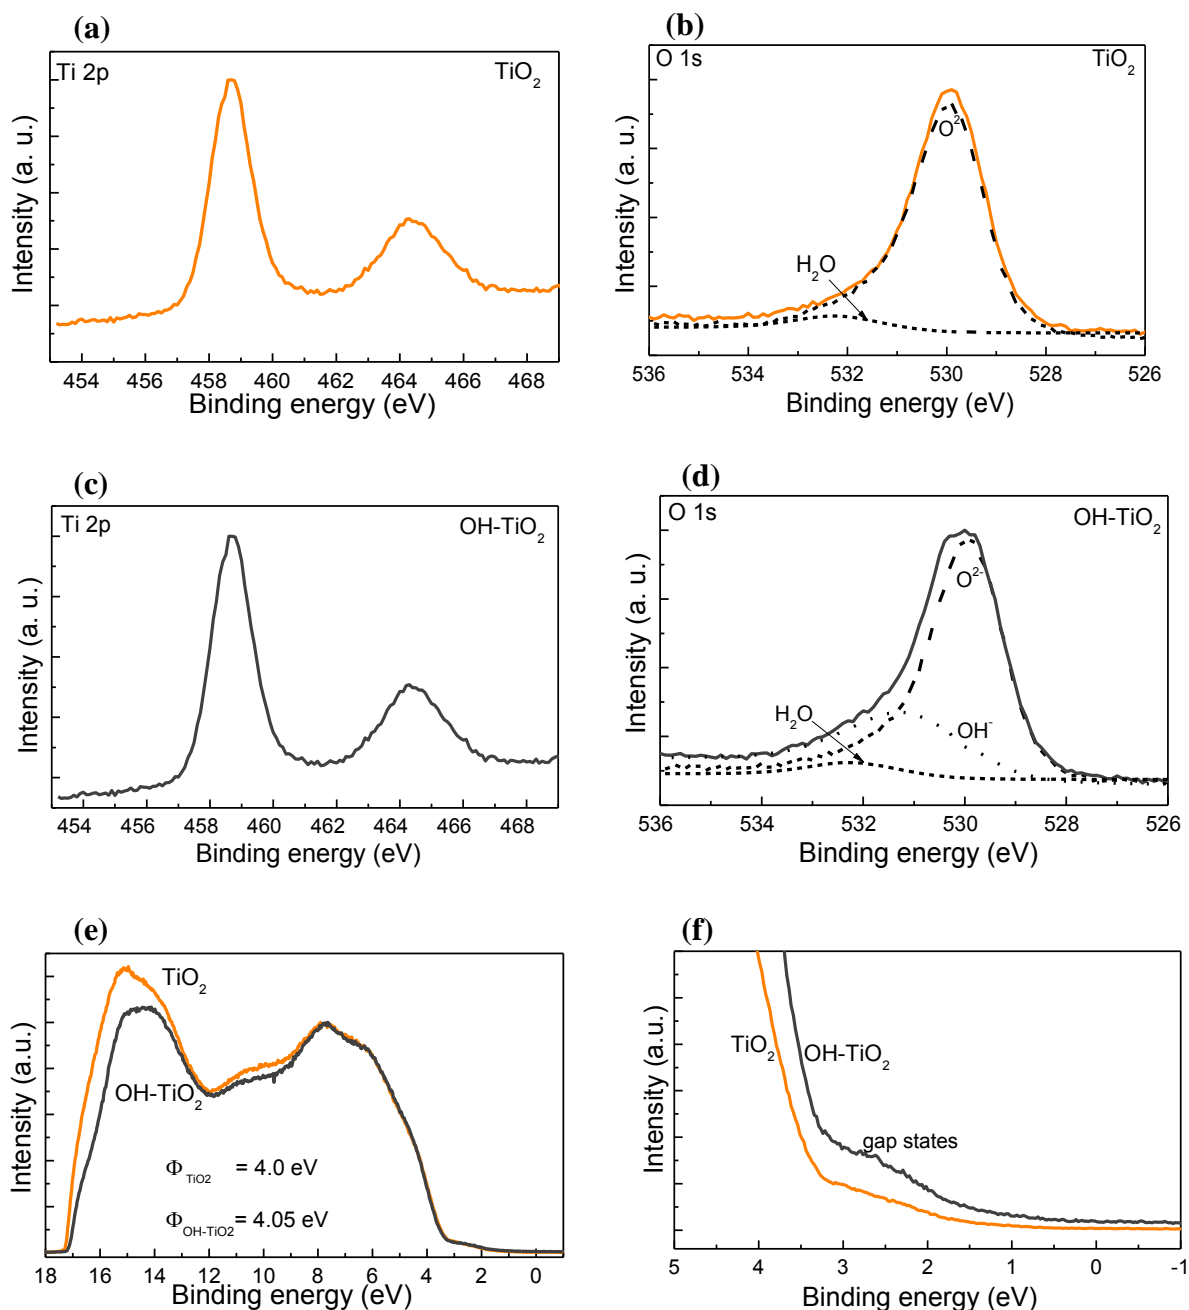 (a)
Ti 2p
TiO2
Intensity (a. u.)
454 456 458 460 462 464 466 468
Binding energy (eV)
(b)
O 1s
TiO2
O2-
H2O
Intensity (a. u.)
536 534 532 530 528 526
Binding energy (eV)
(c)
Ti 2p
OH-TiO2
Intensity (a. u.)
454 456 458 460 462 464 466 468
Binding energy (eV)
(d)
O 1s
OH-TiO2
O2-
H2O
OH-
Intensity (a. u.)
536 534 532 530 528 526
Binding energy (eV)
(e)
TiO2
OH-TiO2
ΦTiO2 = 4.0 eV
ΦOH-TiO2 = 4.05 eV
Intensity (a.u.)
18 16 14 12 10 8 6 4 2 0
Binding energy (eV)
(f)
TiO2
OH-TiO2
gap states
Intensity (a.u.)
5 4 3 2 1 0 -1
Binding energy (eV)